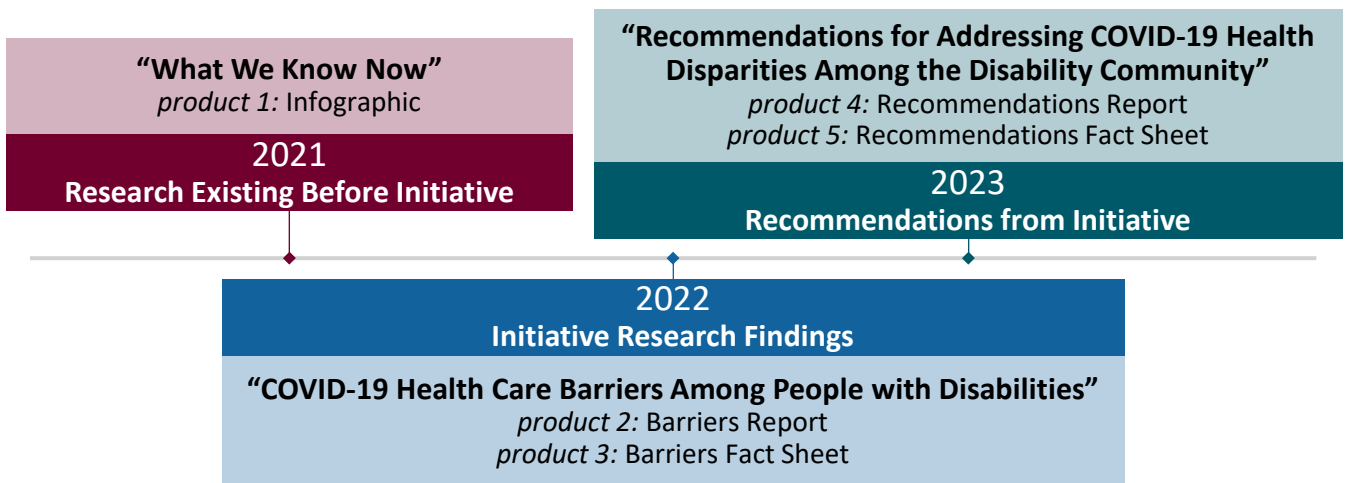 “What We Know Now”
product 1: Infographic
2021
Research Existing Before Initiative
“Recommendations for Addressing COVID-19 Health
Disparities Among the Disability Community”
product 4: Recommendations Report
product 5: Recommendations Fact Sheet
2023
Recommendations from Initiative
2022
Initiative Research Findings
“COVID-19 Health Care Barriers Among People with Disabilities”
product 2: Barriers Report
product 3: Barriers Fact Sheet